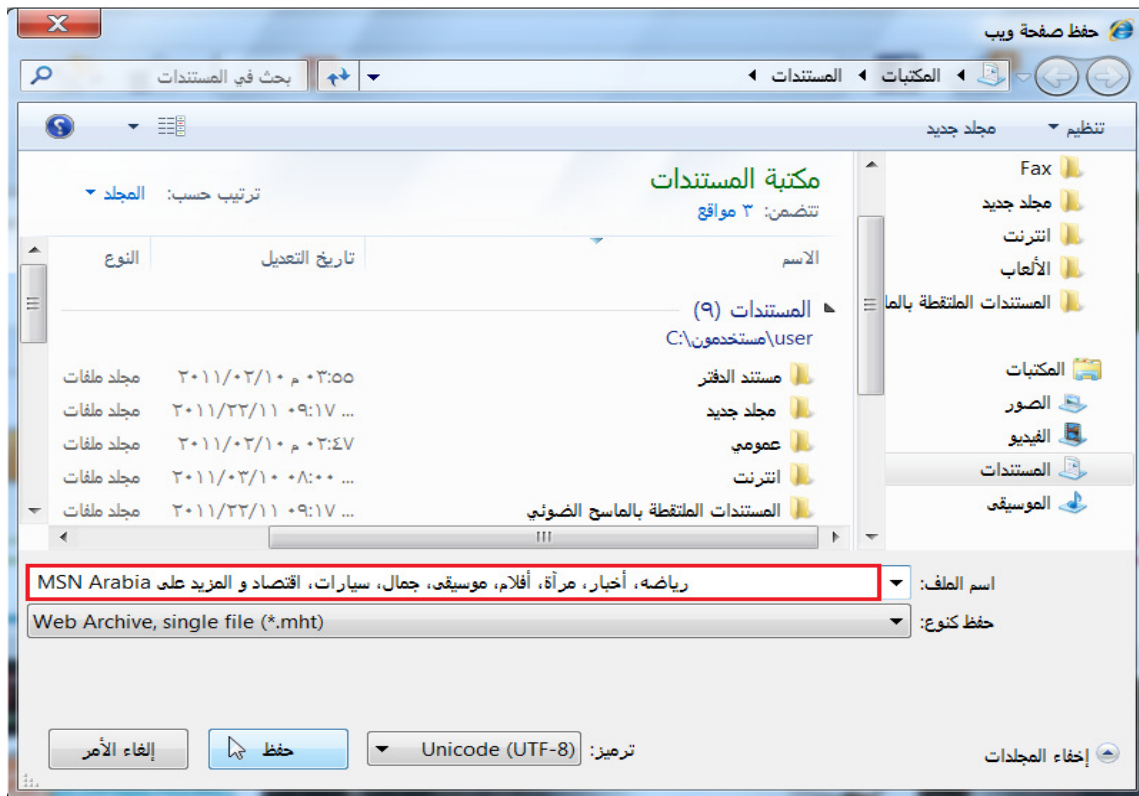 حفظ صفحة ويب
المكتبات المستندات
بحث في المستندات
تنظيم مجلد جديد
Fax
مجلد جديد
انترنت
الألعاب
المستندات الملتقطة بالما
المكتبات
الصور
الفيديو
المستندات
الموسيقى
مكتبة المستندات
تتضمن: ٣ مواقع
ترتيب حسب: المجلد
الاسم تاريخ التعديل النوع
المستندات (٩)
C:\مستخدمون\user
مستند الدفتر ٠٣:٥٥ م ٢٠١١/٠٢/١٠ مجلد ملفات
مجلد جديد ... ٠٩:١٧ ٢٠١١/٢٢/١١ مجلد ملفات
عمومي ٠٢:٤٧ م ٢٠١١/٠٢/١٠ مجلد ملفات
انترنت ... ٠٨:٠٠ ٢٠١١/٠٣/١٠ مجلد ملفات
المستندات الملتقطة بالماسح الضوئي ... ٠٩:١٧ ٢٠١١/٢٢/١١ مجلد ملفات
اسم الملف: رياضه، أخبار، مرآة، أفلام، موسيقى، جمال، سيارات، اقتصاد و المزيد على MSN Arabia
حفظ كنوع: Web Archive, single file (*.mht)
إخفاء المجلدات ترميز: Unicode (UTF-8) حفظ إلغاء الأمر